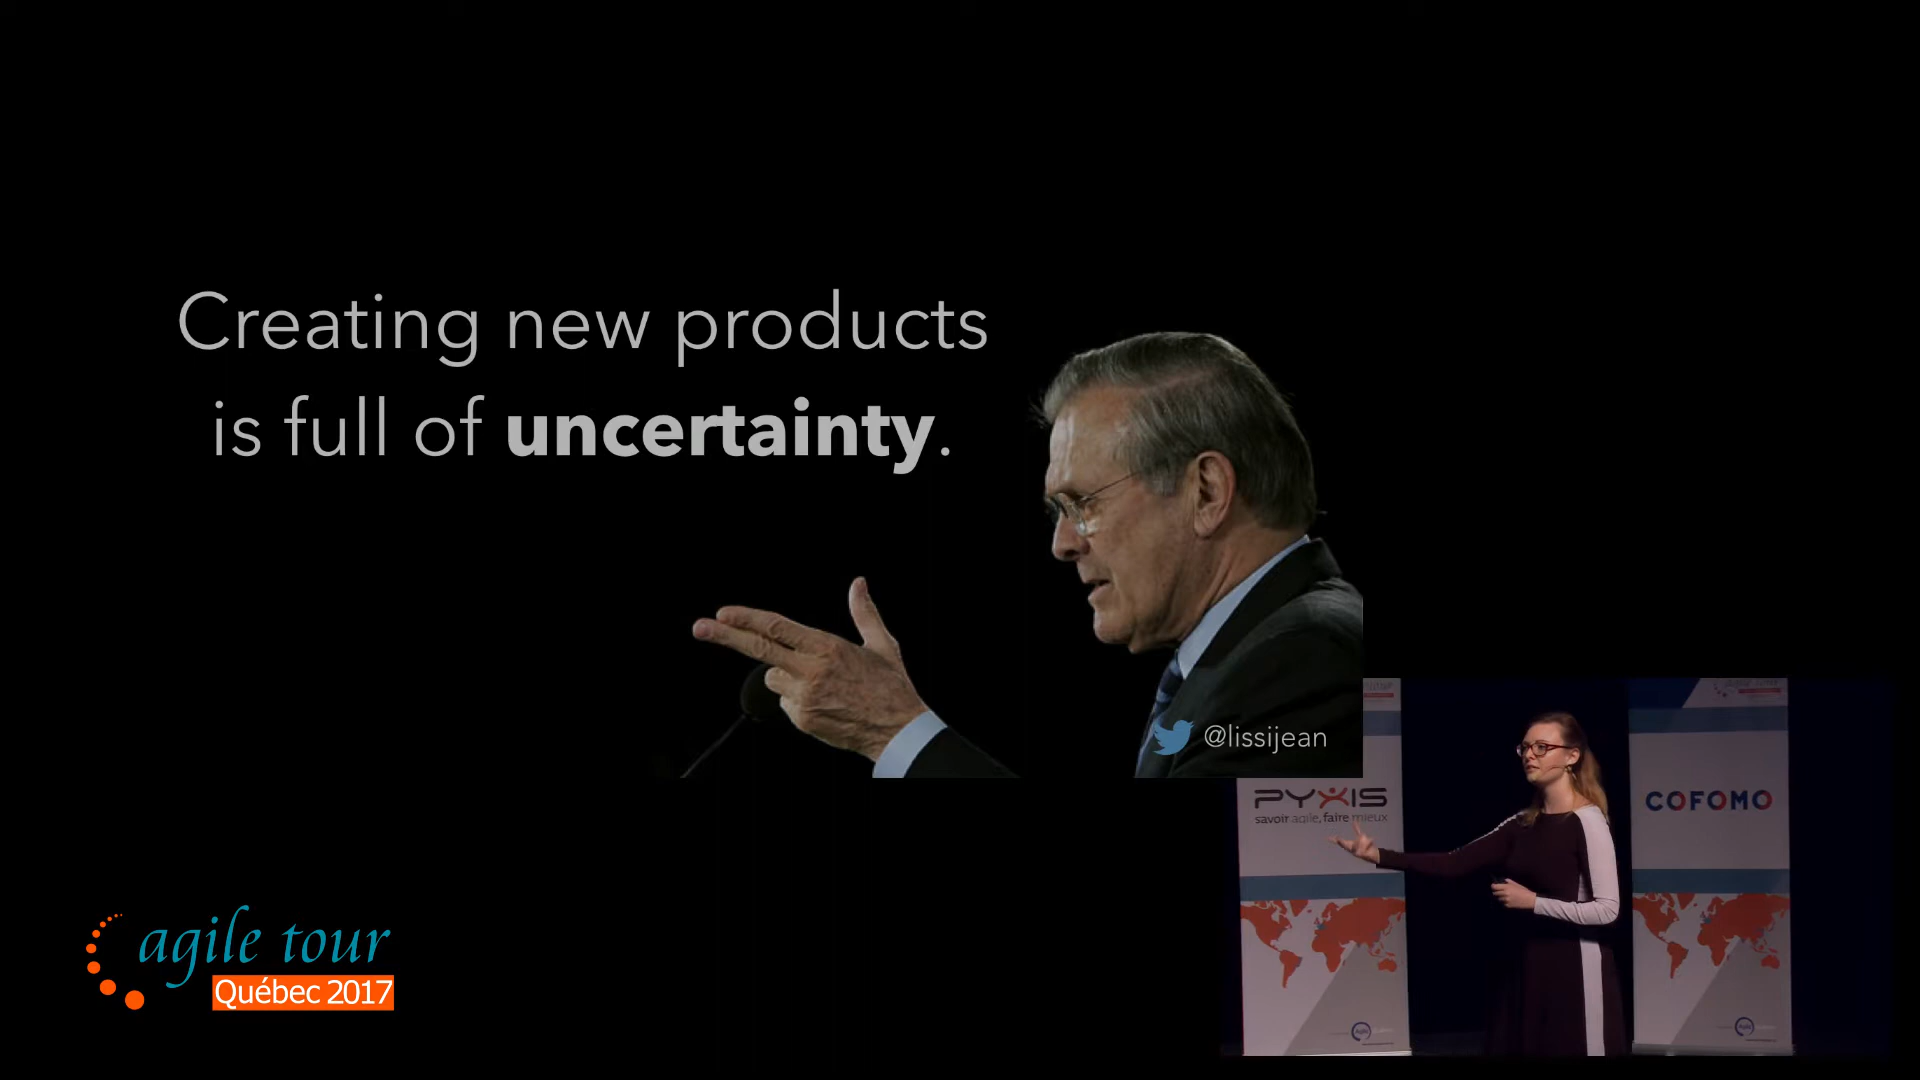 Creating new products
is full of uncertainty.
@lissijean
PYXIS
savoir agile, faire mieux
COFOMO
agile tour
Québec 2017